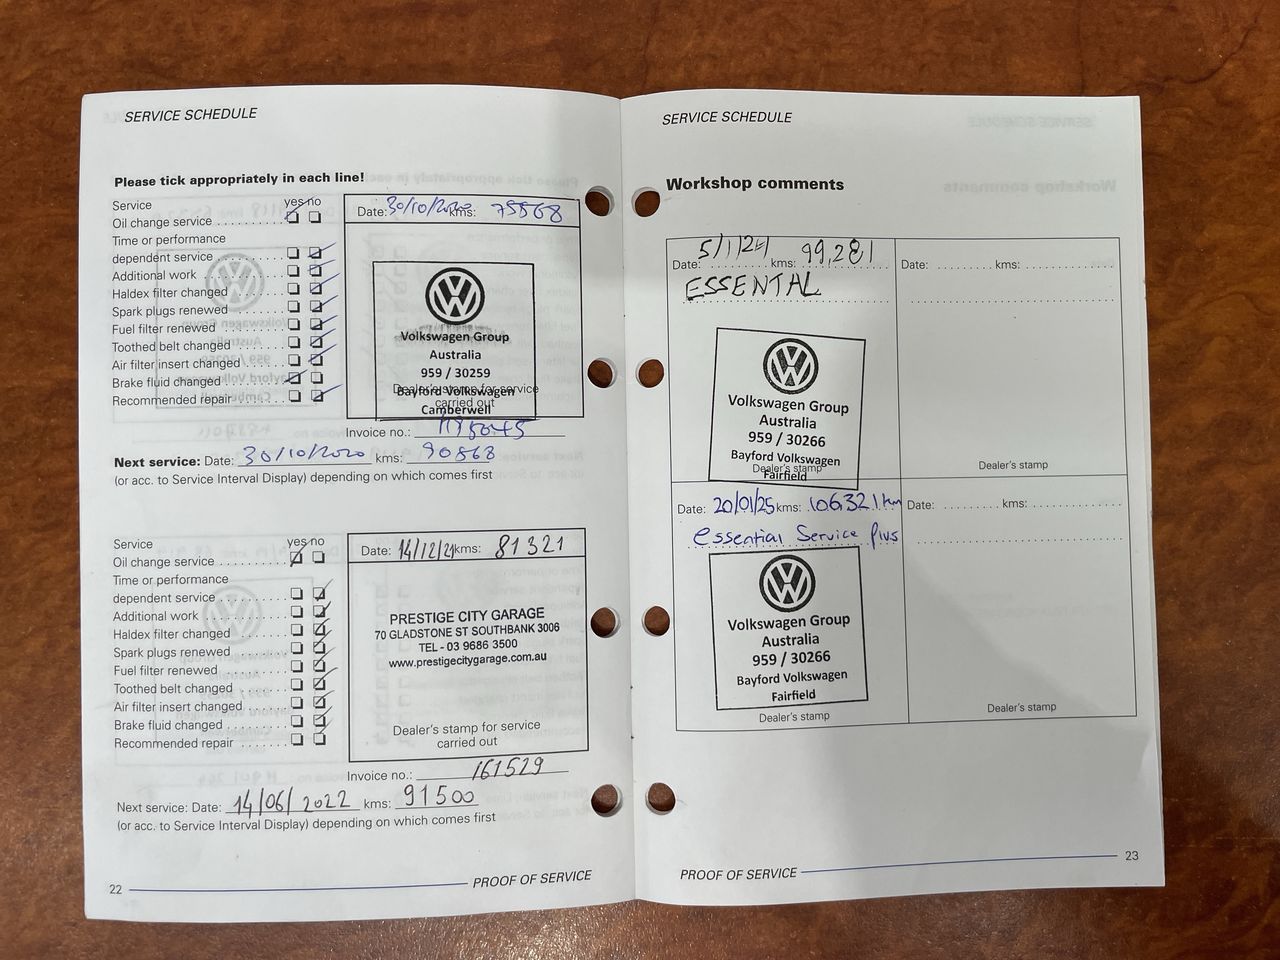 SERVICE SCHEDULE
Please tick appropriately in each line!
Service yes no
Oil change service
Time or performance
dependent service
Additional work
Haldex filter changed
Spark plugs renewed
Fuel filter renewed
Toothed belt changed
Air filter insert changed
Brake fluid changed
Recommended repair
Date: 30/10/2020 kms: 75868
Volkswagen Group
Australia
959 / 30259
Bayford Volkswagen
Camberwell
Dealer's stamp for service
carried out
Invoice no.:
Next service: Date: 30/10/2020 kms: 90868
(or acc. to Service Interval Display) depending on which comes first
Service yes no
Oil change service
Time or performance
dependent service
Additional work
Haldex filter changed
Spark plugs renewed
Fuel filter renewed
Toothed belt changed
Air filter insert changed
Brake fluid changed
Recommended repair
Date: 14/12/21 kms: 81321
PRESTIGE CITY GARAGE
70 GLADSTONE ST SOUTHBANK 3006
TEL - 03 9686 3500
www.prestigecitygarage.com.au
Dealer's stamp for service
carried out
Invoice no.: 161529
Next service: Date: 14/06/2022 kms: 91500
(or acc. to Service Interval Display) depending on which comes first
22
PROOF OF SERVICE
SERVICE SCHEDULE
Workshop comments
Date: 5/1/24 kms: 99,281
ESSENTAL
Volkswagen Group
Australia
959 / 30266
Bayford Volkswagen
Fairfield
Dealer's stamp
Date: kms:
Dealer's stamp
Date: 20/01/25 kms: 106321 km
essential Service plus
Volkswagen Group
Australia
959 / 30266
Bayford Volkswagen
Fairfield
Dealer's stamp
Date: kms:
Dealer's stamp
PROOF OF SERVICE
23